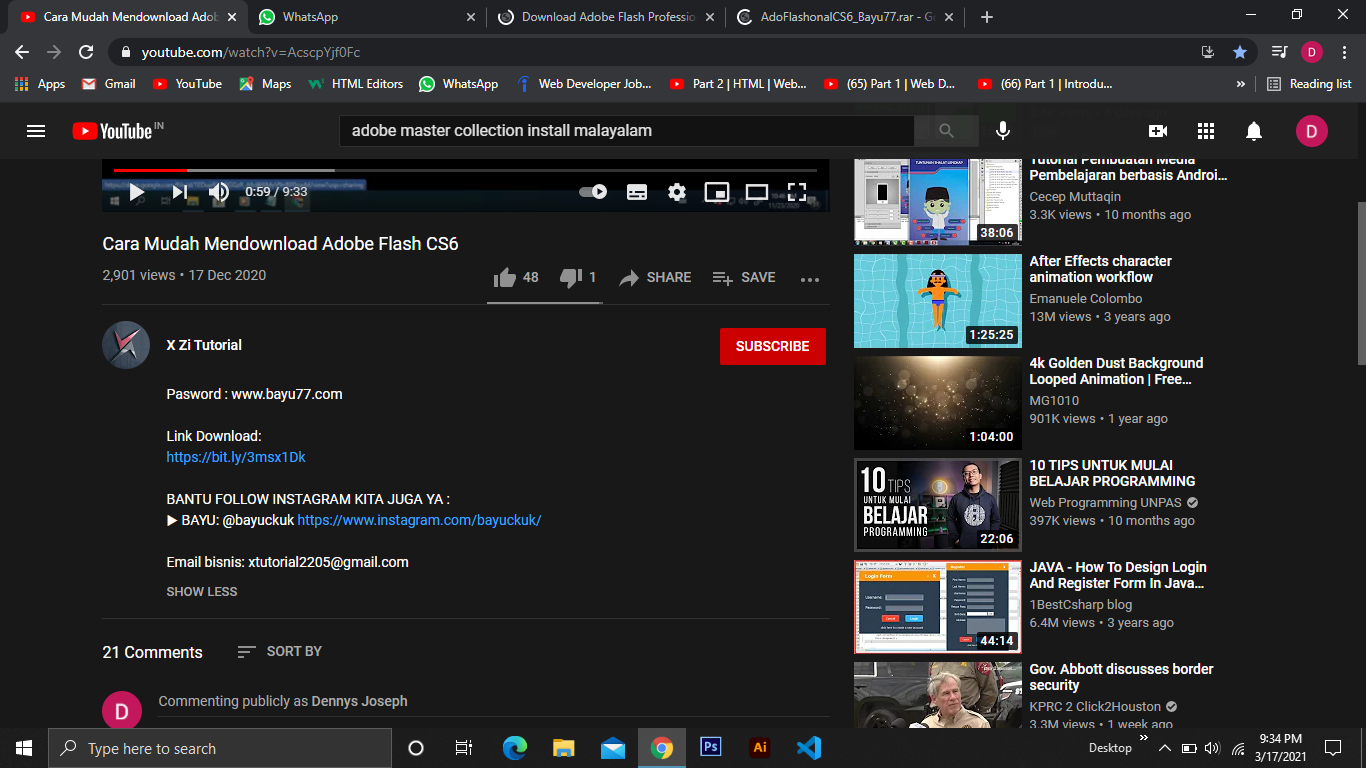 Cara Mudah Mendownload Adob
WhatsApp
Download Adobe Flash Professio
AdoFlashonalCS6_Bayu77.rar - Go
youtube.com/watch?v=AcscpYjf0Fc
D
Apps
Gmail
YouTube
Maps
HTML Editors
WhatsApp
Web Developer Job...
Part 2 | HTML | Web...
(65) Part 1 | Web D...
(66) Part 1 | Introdu...
»
Reading list
YouTube IN
adobe master collection install malayalam
D
0:59 / 9:33
Cara Mudah Mendownload Adobe Flash CS6
2,901 views • 17 Dec 2020
48
1
SHARE
SAVE
X Zi Tutorial
SUBSCRIBE
Pasword : www.bayu77.com
Link Download:
https://bit.ly/3msx1Dk
BANTU FOLLOW INSTAGRAM KITA JUGA YA :
▶ BAYU: @bayuckuk https://www.instagram.com/bayuckuk/
Email bisnis: xtutorial2205@gmail.com
SHOW LESS
21 Comments
SORT BY
D
Commenting publicly as Dennys Joseph
Tutorial Pembuatan Media
Pembelajaran berbasis Androi...
Cecep Muttaqin
3.3K views • 10 months ago
38:06
After Effects character
animation workflow
Emanuele Colombo
13M views • 3 years ago
1:25:25
4k Golden Dust Background
Looped Animation | Free...
MG1010
901K views • 1 year ago
1:04:00
10 TIPS
UNTUK MULAI
BELAJAR
PROGRAMMING
22:06
10 TIPS UNTUK MULAI
BELAJAR PROGRAMMING
Web Programming UNPAS
397K views • 10 months ago
Login Form
Username:
Password:
44:14
JAVA - How To Design Login
And Register Form In Java...
1BestCsharp blog
6.4M views • 3 years ago
Gov. Abbott discusses border
security
KPRC 2 Click2Houston
3.3M views • 1 week ago
Type here to search
Ps
Ai
Desktop
»
9:34 PM
3/17/2021